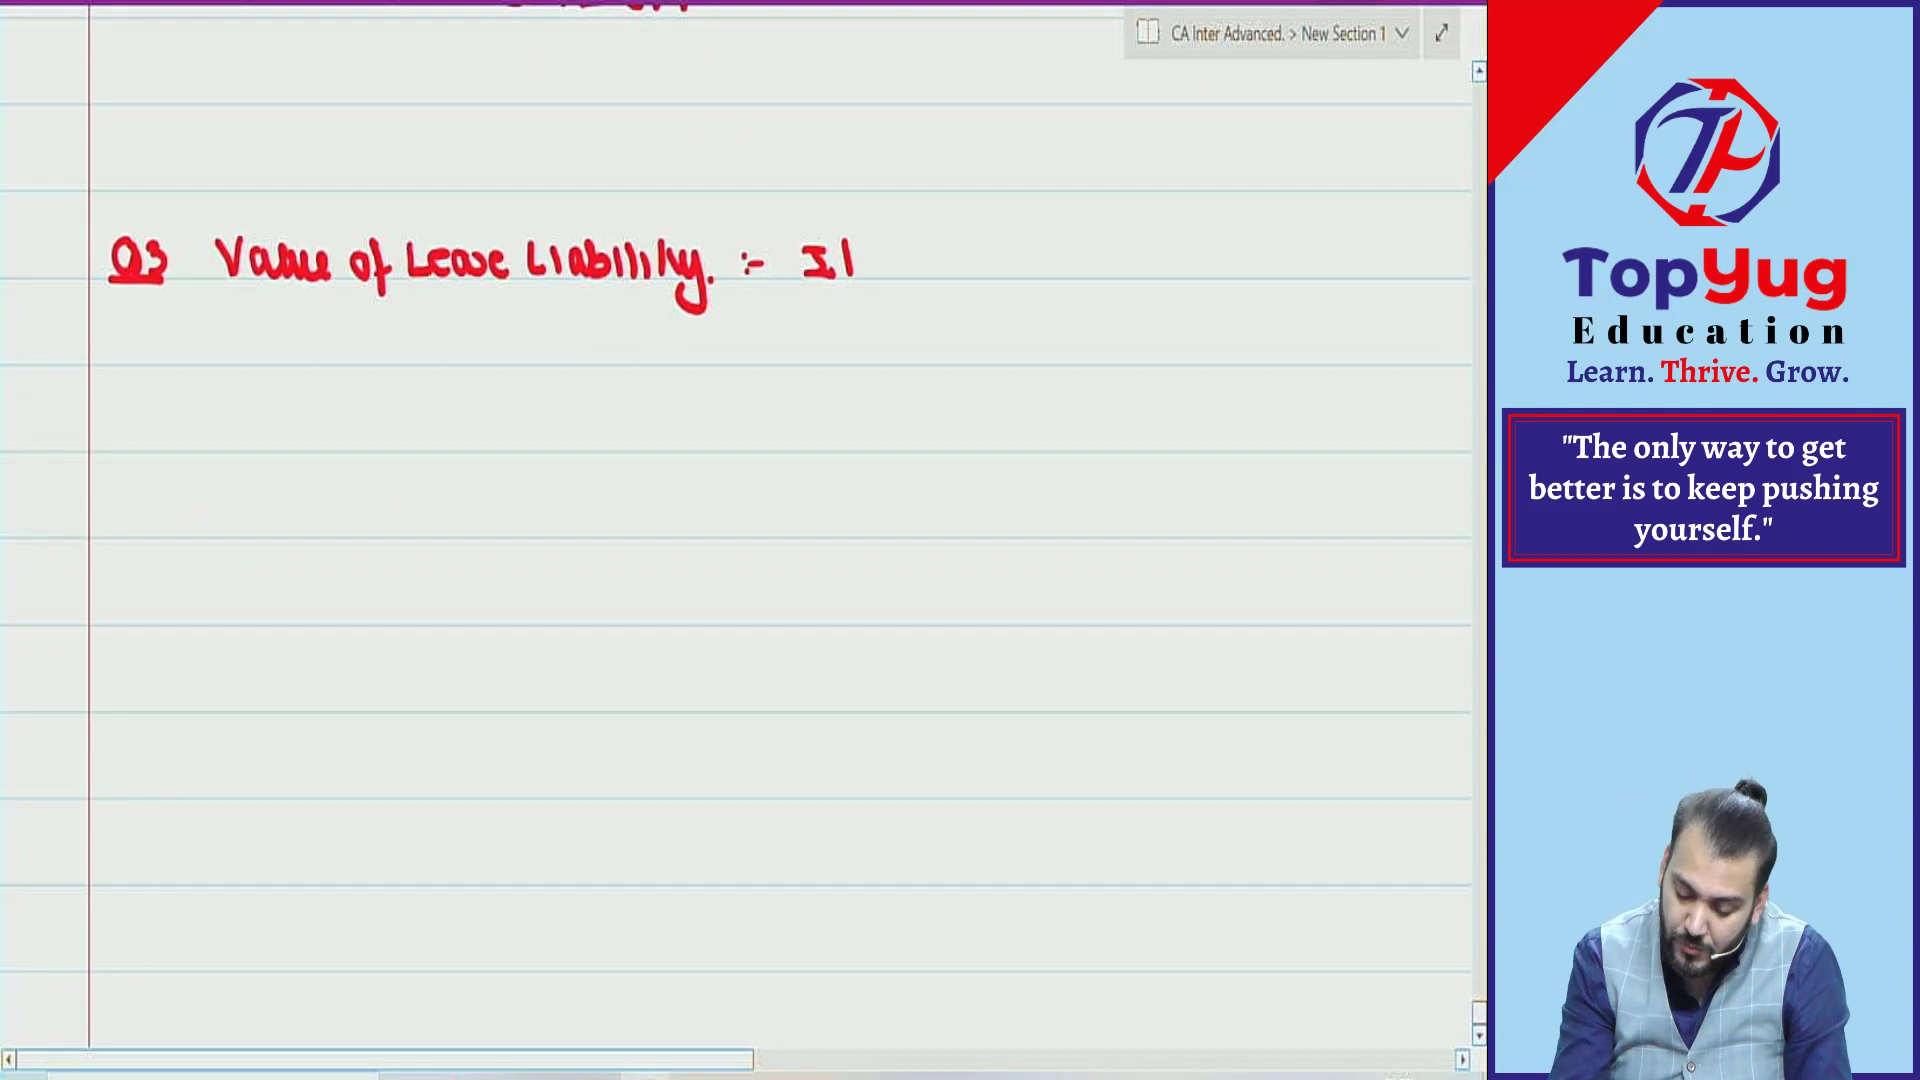 CA Inter Advanced. > New Section 1
Q3 Value of Lease Liability. :- Il
TopYug
Education
Learn. Thrive. Grow.
"The only way to get
better is to keep pushing
yourself."